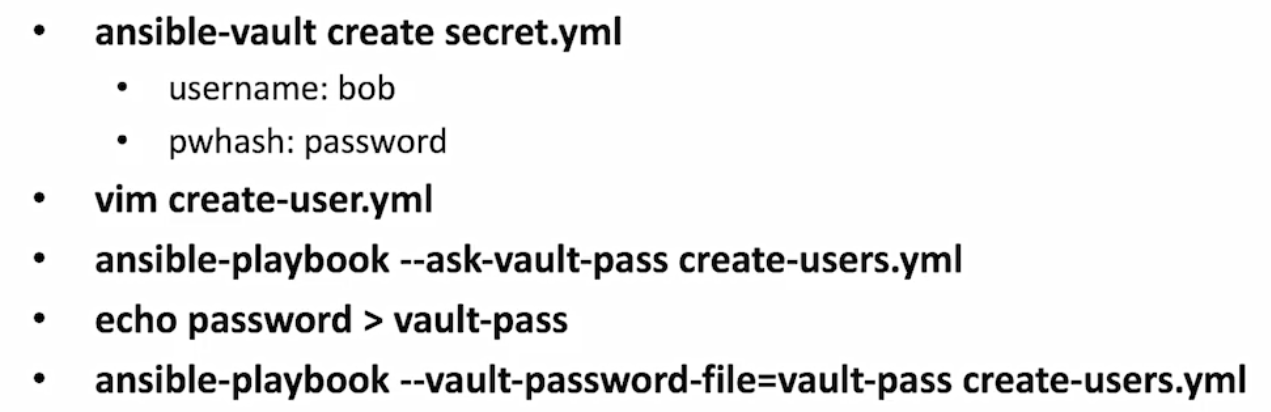 • ansible-vault create secret.yml
• username: bob
• pwhash: password
• vim create-user.yml
• ansible-playbook --ask-vault-pass create-users.yml
• echo password > vault-pass
• ansible-playbook --vault-password-file=vault-pass create-users.yml